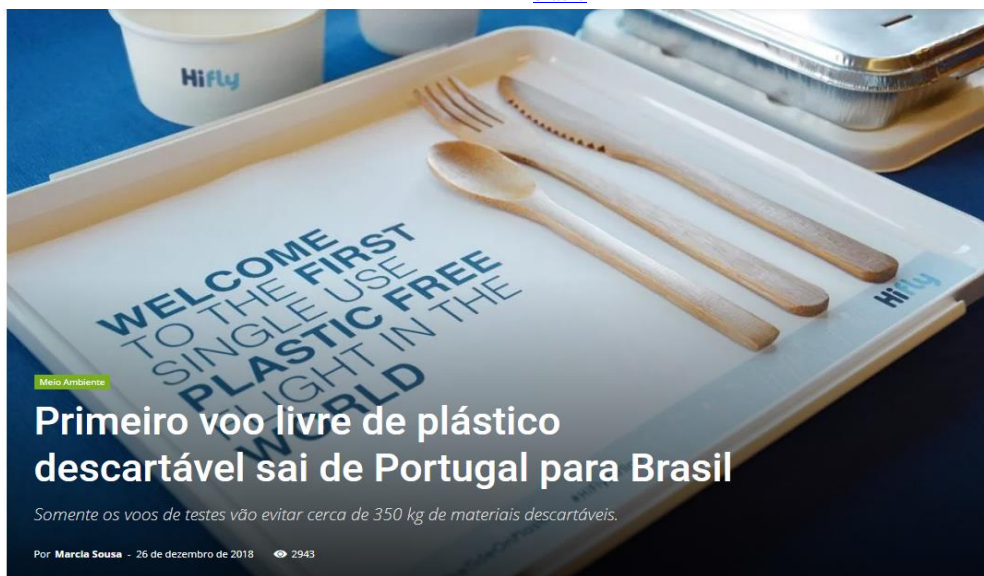 Hifly
WELCOME
TO THE FIRST
SINGLE USE
PLASTIC FREE
FLIGHT IN THE
WORLD
Hifly
Meio Ambiente
Primeiro voo livre de plástico
descartável sai de Portugal para Brasil
Somente os voos de testes vão evitar cerca de 350 kg de materiais descartáveis.
Por Marcia Sousa - 26 de dezembro de 2018 2943